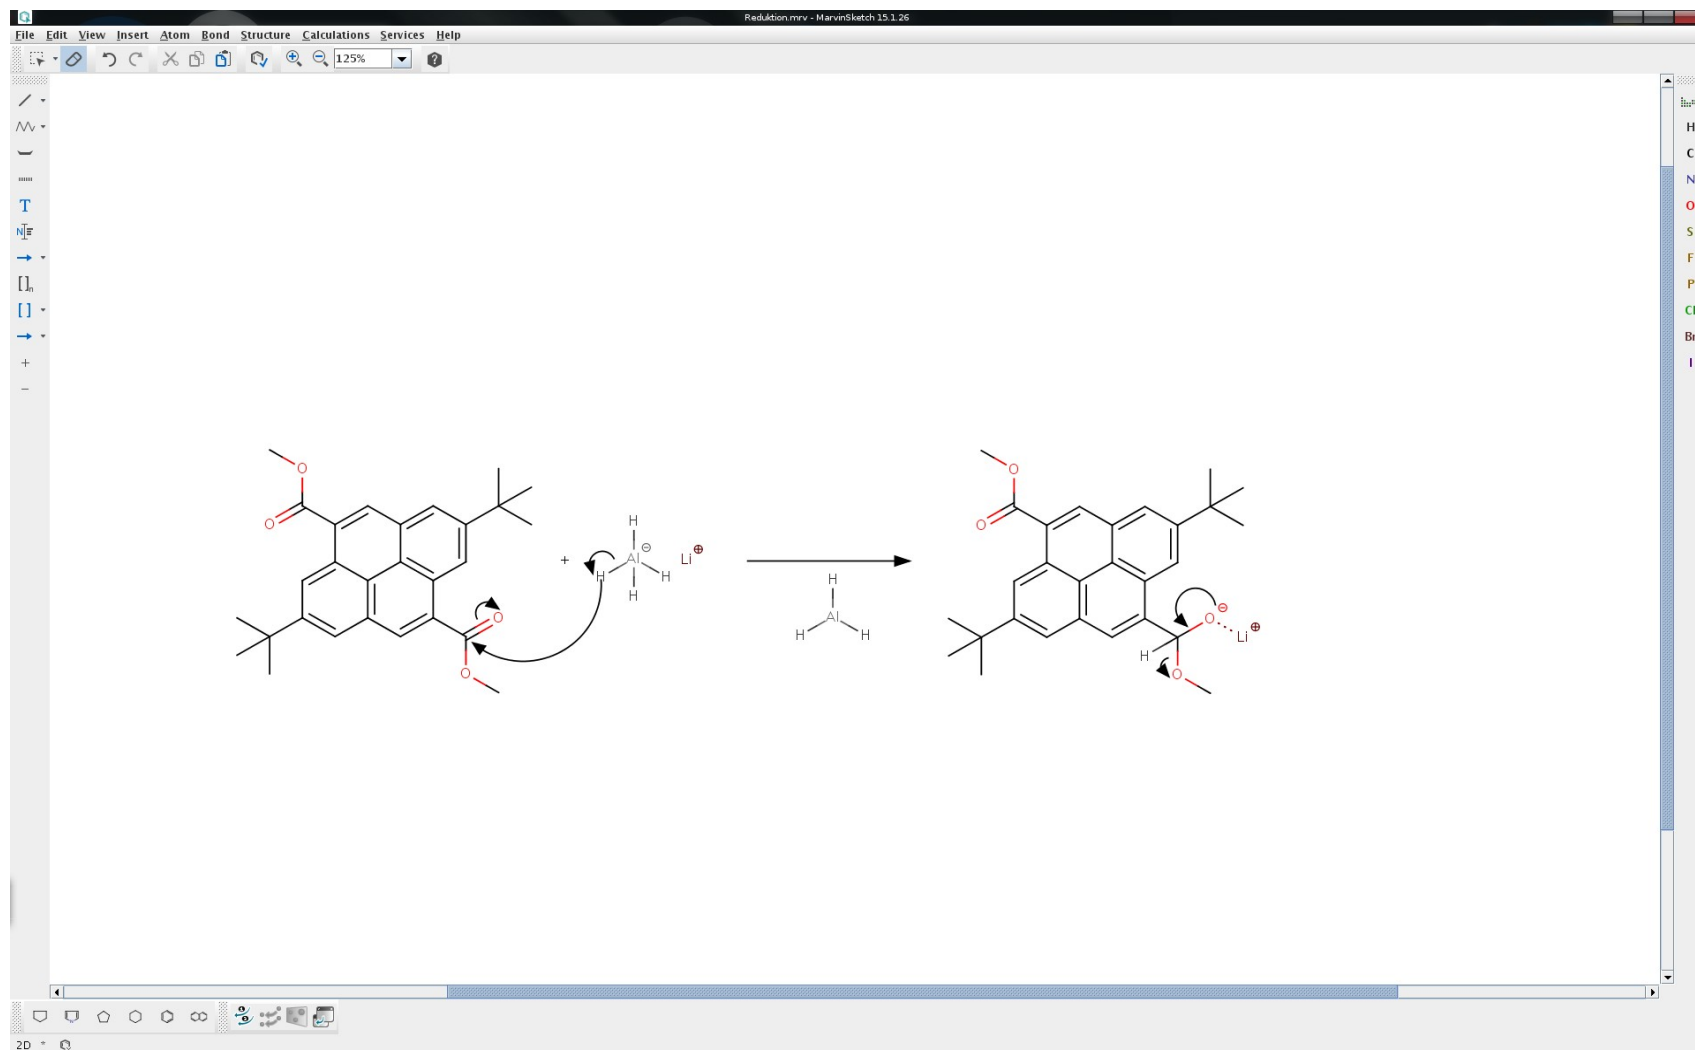 Reduktion.mrv - MarvinSketch 15.1.26
File Edit View Insert Atom Bond Structure Calculations Services Help
125%
T
N
[ ]n
[ ]
+
−
H
C
N
O
S
F
P
Cl
Br
I
O
O
O
O
+
H
Al ⊖
H
H
H
Li ⊕
H
Al
H
H
O
O
O ⊖
Li ⊕
H
O
2D *